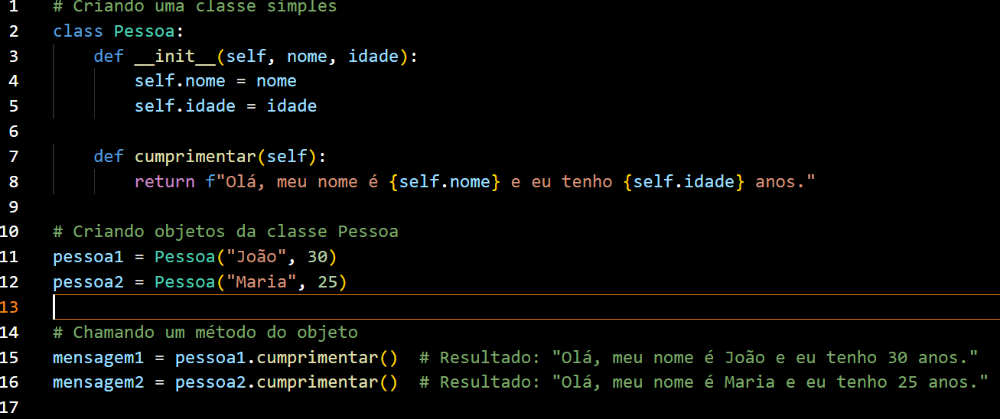 1 # Criando uma classe simples
2 class Pessoa:
3     def __init__(self, nome, idade):
4         self.nome = nome
5         self.idade = idade
6
7     def cumprimentar(self):
8         return f"Olá, meu nome é {self.nome} e eu tenho {self.idade} anos."
9
10 # Criando objetos da classe Pessoa
11 pessoa1 = Pessoa("João", 30)
12 pessoa2 = Pessoa("Maria", 25)
13
14 # Chamando um método do objeto
15 mensagem1 = pessoa1.cumprimentar()  # Resultado: "Olá, meu nome é João e eu tenho 30 anos."
16 mensagem2 = pessoa2.cumprimentar()  # Resultado: "Olá, meu nome é Maria e eu tenho 25 anos."
17